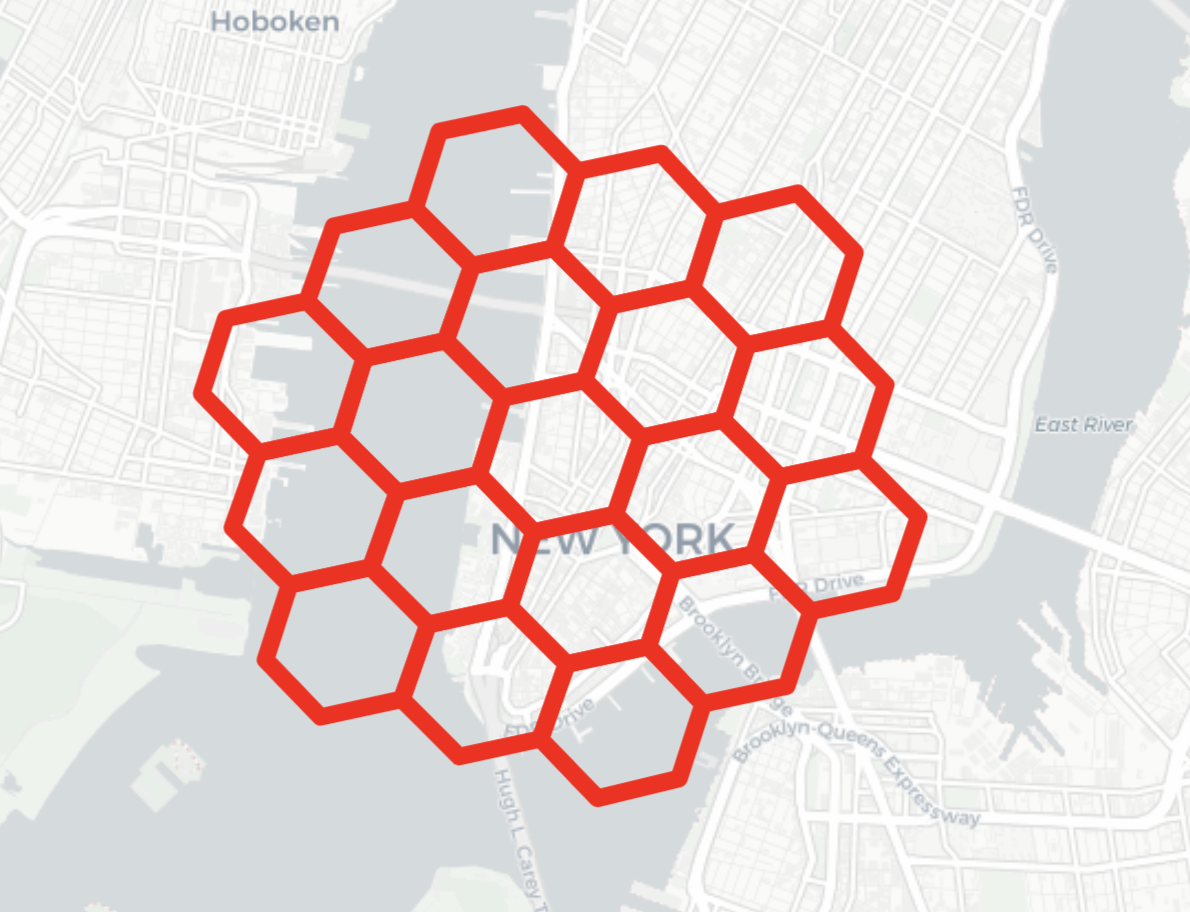 Hoboken
FDR Drive
East River
NEW YORK
FDR Drive
Brooklyn Bridge
FDR Drive
Brooklyn-Queens Expressway
Hugh L Carey T